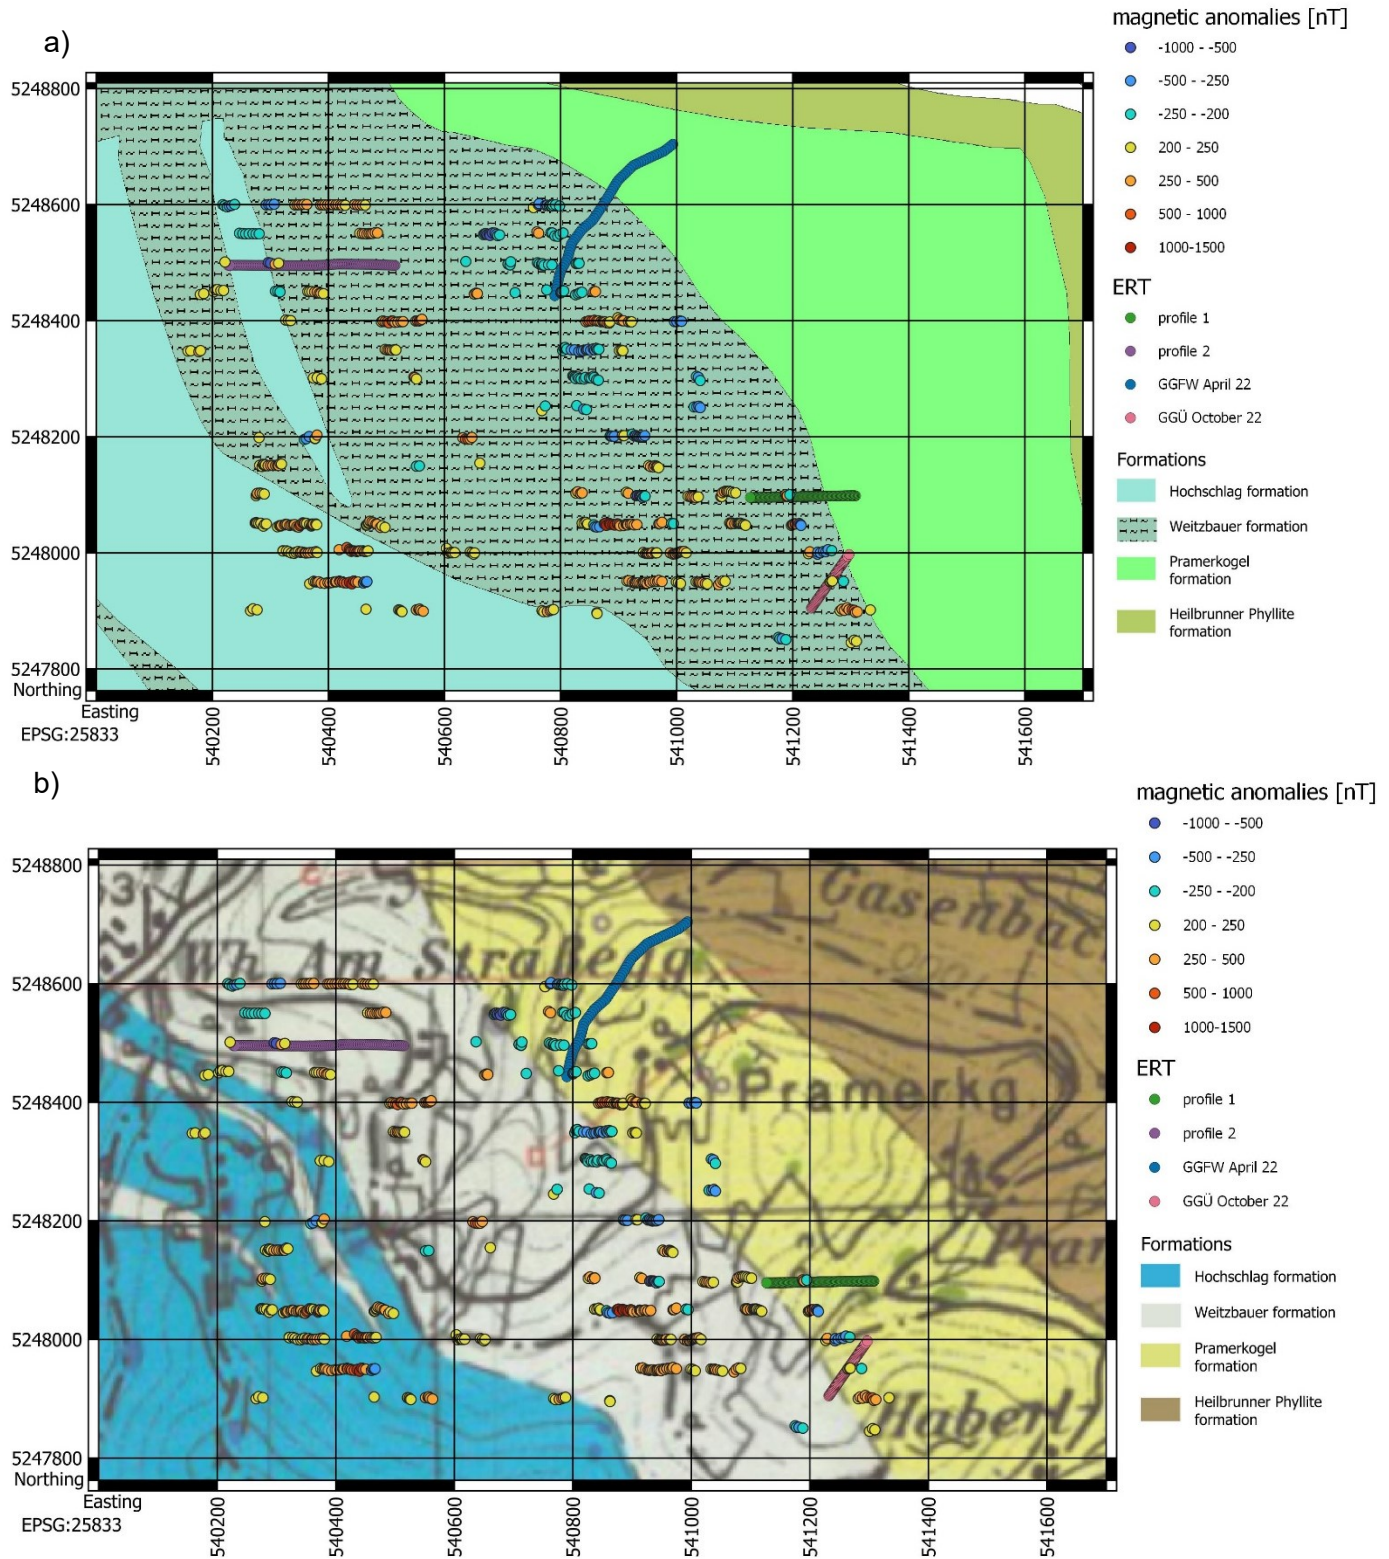 a)
magnetic anomalies [nT]
-1000 - -500
-500 - -250
-250 - -200
200 - 250
250 - 500
500 - 1000
1000-1500
ERT
profile 1
profile 2
GGFW April 22
GGÜ October 22
Formations
Hochschlag formation
Weitzbauer formation
Pramerkogel
formation
Heilbrunner Phyllite
formation
5248800
5248600
5248400
5248200
5248000
5247800
Northing
Easting
EPSG:25833
540200
540400
540600
540800
541000
541200
541400
541600
b)
magnetic anomalies [nT]
-1000 - -500
-500 - -250
-250 - -200
200 - 250
250 - 500
500 - 1000
1000-1500
ERT
profile 1
profile 2
GGFW April 22
GGÜ October 22
Formations
Hochschlag formation
Weitzbauer formation
Pramerkogel
formation
Heilbrunner Phyllite
formation
5248800
5248600
5248400
5248200
5248000
5247800
Northing
Easting
EPSG:25833
540200
540400
540600
540800
541000
541200
541400
541600
Gasenbac
Wh Am Straßegg
Pramerkg
Pram
Haberl